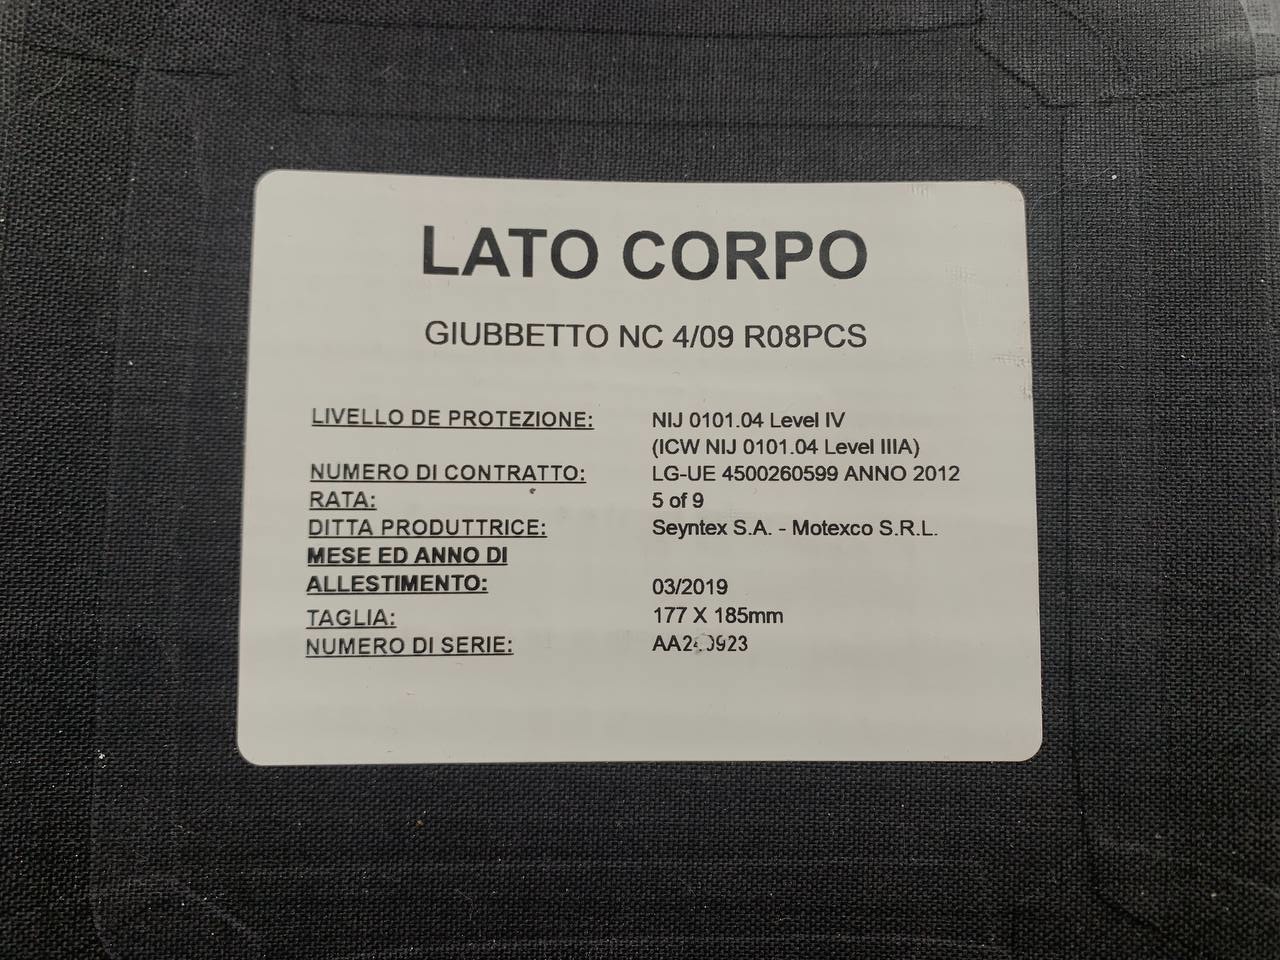 LATO CORPO
GIUBBETTO NC 4/09 R08PCS
LIVELLO DE PROTEZIONE: NIJ 0101.04 Level IV
(ICW NIJ 0101.04 Level IIIA)
NUMERO DI CONTRATTO: LG-UE 4500260599 ANNO 2012
RATA: 5 of 9
DITTA PRODUTTRICE: Seyntex S.A. - Motexco S.R.L.
MESE ED ANNO DI
ALLESTIMENTO: 03/2019
TAGLIA: 177 X 185mm
NUMERO DI SERIE: